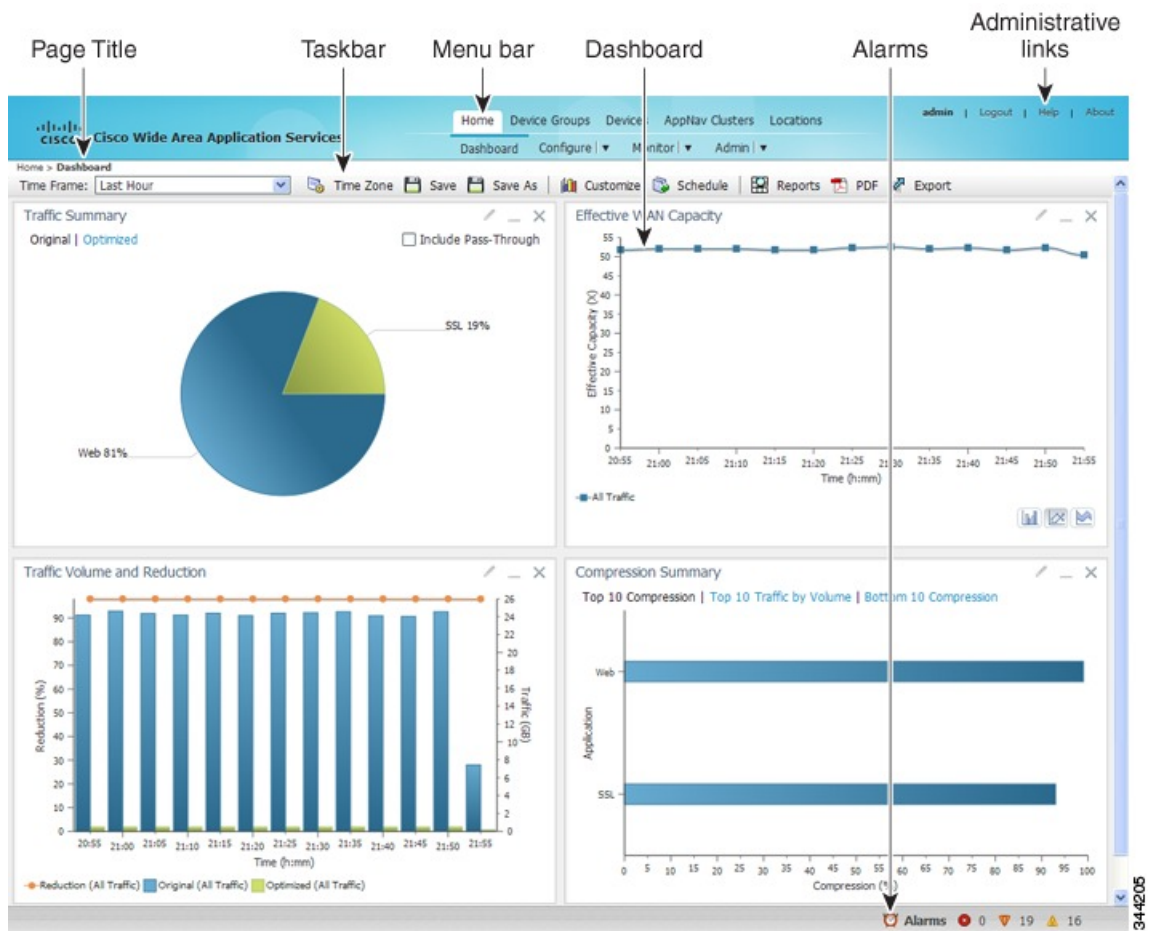 Page Title
Taskbar
Menu bar
Dashboard
Alarms
Administrative
links
cisco Cisco Wide Area Application Services
Home Device Groups Devices AppNav Clusters Locations
admin | Logout | Help | About
Dashboard Configure | Monitor | Admin |
Home > Dashboard
Time Frame: Last Hour Time Zone Save Save As | Customize Schedule | Reports PDF Export
Traffic Summary
Original | Optimized
Include Pass-Through
SSL 19%
Web 81%
Effective WAN Capacity
Effective Capacity (X)
55
50
45
40
35
30
25
20
15
10
5
0
20:55 21:00 21:05 21:10 21:15 21:20 21:25 21:30 21:35 21:40 21:45 21:50 21:55
Time (h:mm)
All Traffic
Traffic Volume and Reduction
Reduction (%)
90
80
70
60
50
40
30
20
10
0
26
24
22
20
18
16
14
12
10
8
6
4
2
0
Traffic (GB)
20:55 21:00 21:05 21:10 21:15 21:20 21:25 21:30 21:35 21:40 21:45 21:50 21:55
Time (h:mm)
Reduction (All Traffic) Original (All Traffic) Optimized (All Traffic)
Compression Summary
Top 10 Compression | Top 10 Traffic by Volume | Bottom 10 Compression
Application
Web
SSL
0 5 10 15 20 25 30 35 40 45 50 55 60 65 70 75 80 85 90 95 100
Compression (%)
Alarms 0 19 16
344205